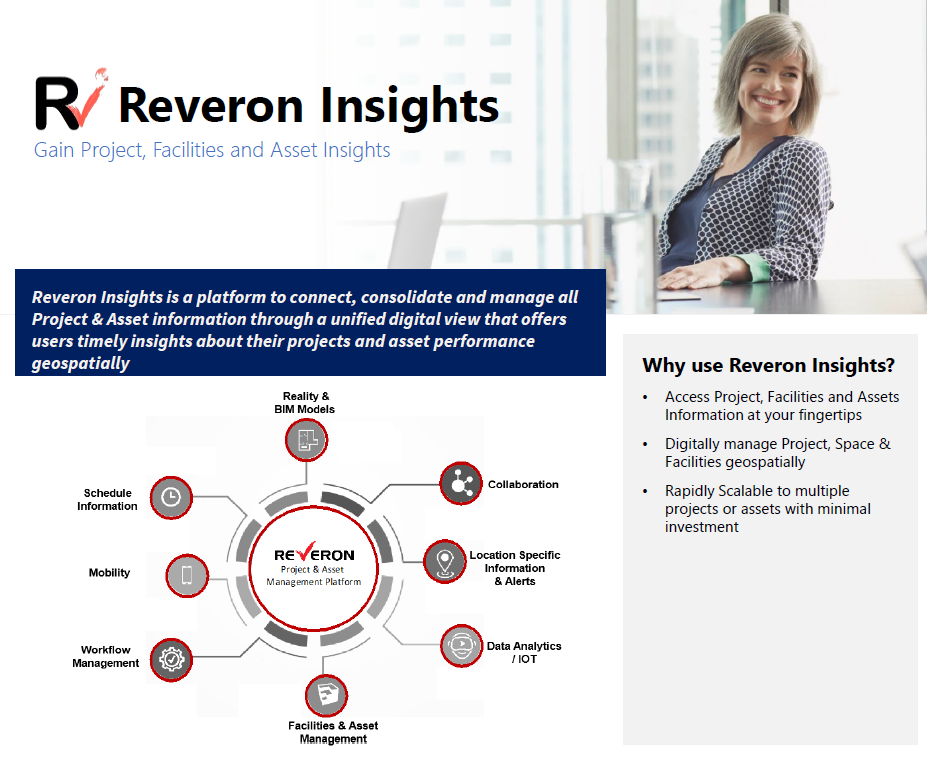 Rv Reveron Insights
Gain Project, Facilities and Asset Insights
Reveron Insights is a platform to connect, consolidate and manage all
Project & Asset information through a unified digital view that offers
users timely insights about their projects and asset performance
geospatially
Reality &
BIM Models
Schedule
Information
Collaboration
REVERON
Project & Asset
Management Platform
Mobility
Location Specific
Information
& Alerts
Workflow
Management
Data Analytics
/ IOT
Facilities & Asset
Management
Why use Reveron Insights?
• Access Project, Facilities and Assets
Information at your fingertips
• Digitally manage Project, Space &
Facilities geospatially
• Rapidly Scalable to multiple
projects or assets with minimal
investment